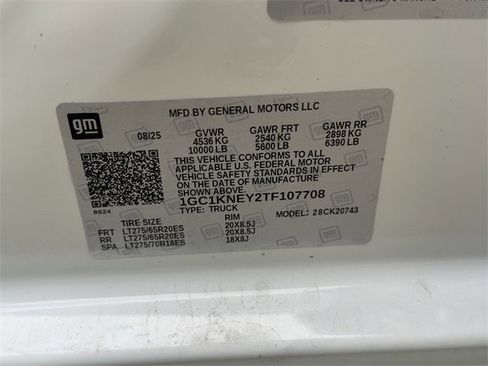 gm
MFD BY GENERAL MOTORS LLC
08/25 GVWR GAWR FRT GAWR RR
4536 KG 2540 KG 2898 KG
10000 LB 5600 LB 6390 LB
THIS VEHICLE CONFORMS TO ALL
APPLICABLE U.S. FEDERAL MOTOR
VEHICLE SAFETY STANDARDS IN EFFECT
ON THE DATE OF MANUFACTURE
SHOWN ABOVE.
1GC1KNEY2TF107708
B624 TYPE: TRUCK MODEL: 28CK20743
TIRE SIZE RIM
FRT LT275/65R20ES 20X8.5J
RR LT275/65R20ES 20X8.5J
SPA LT275/70R18ES 18X8J